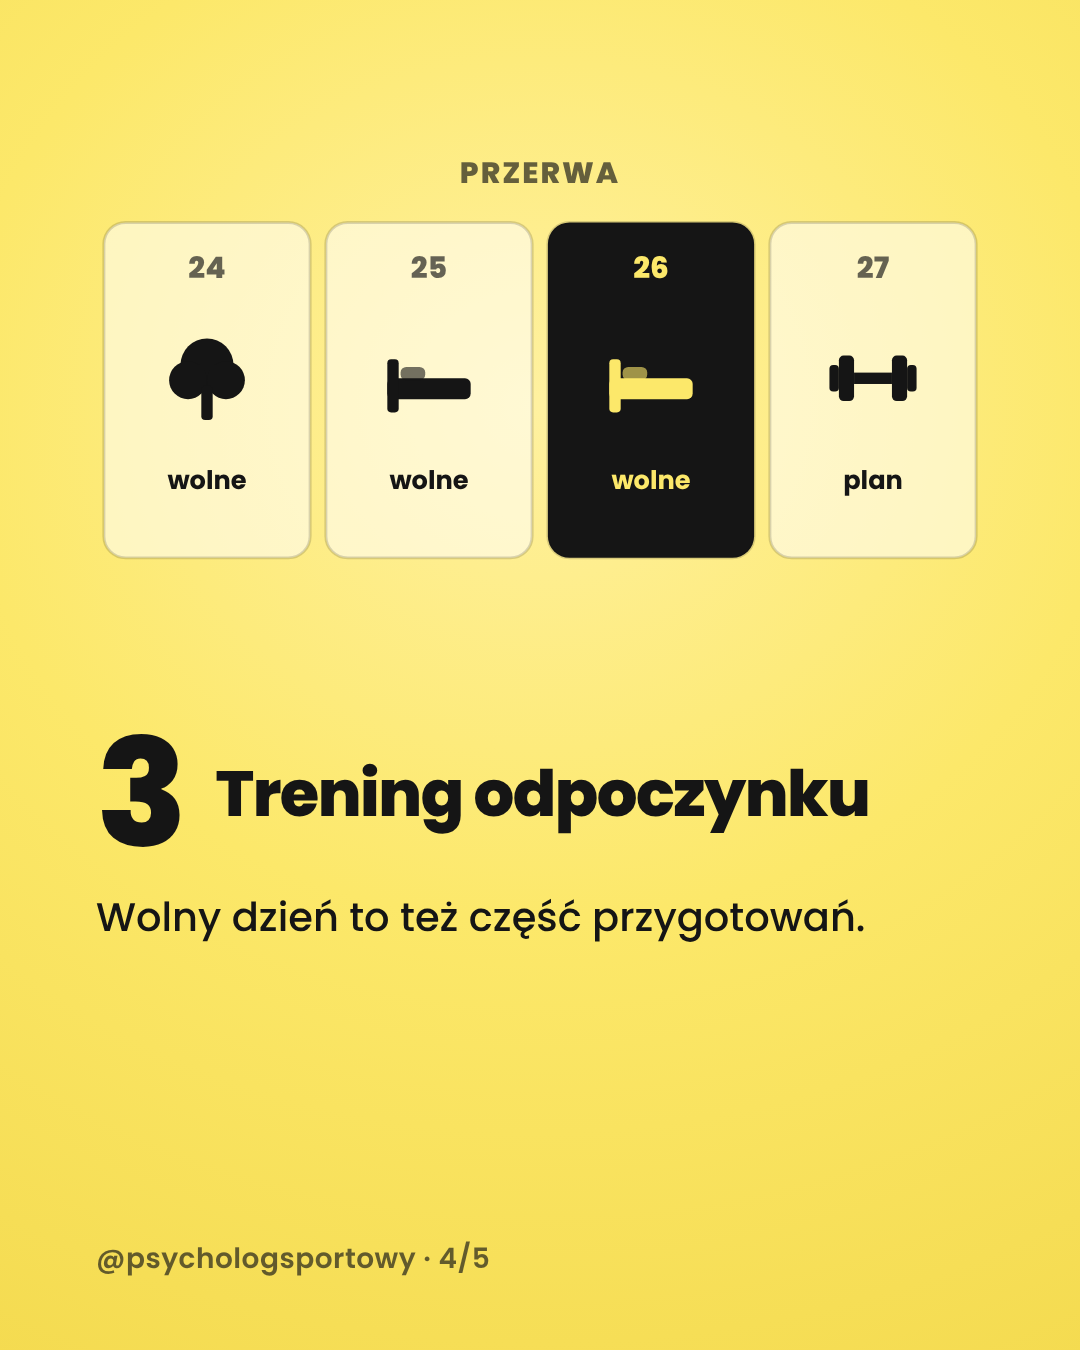 PRZERWA
24 25 26 27
wolne wolne wolne plan
3 Trening odpoczynku
Wolny dzień to też część przygotowań.
@psychologsportowy · 4/5